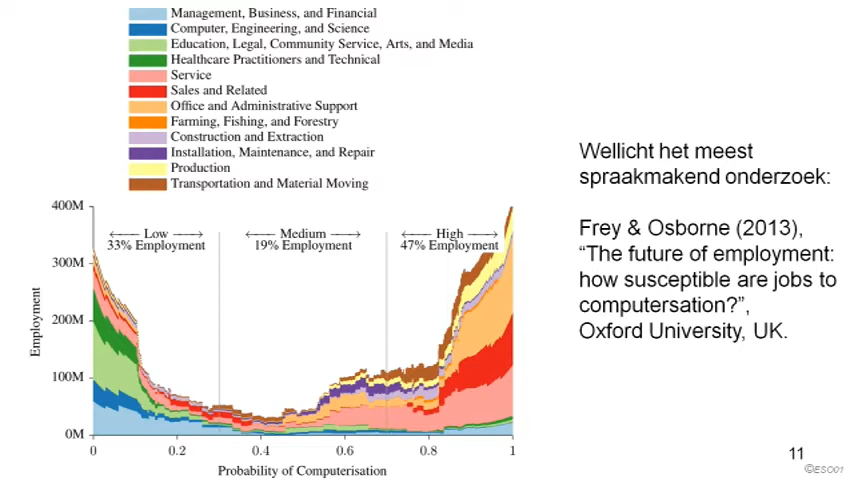 Management, Business, and Financial
Computer, Engineering, and Science
Education, Legal, Community Service, Arts, and Media
Healthcare Practitioners and Technical
Service
Sales and Related
Office and Administrative Support
Farming, Fishing, and Forestry
Construction and Extraction
Installation, Maintenance, and Repair
Production
Transportation and Material Moving
400M
300M
200M
100M
0M
Employment
← Low →
33% Employment
← Medium →
19% Employment
← High →
47% Employment
0 0.2 0.4 0.6 0.8 1
Probability of Computerisation
Wellicht het meest
spraakmakend onderzoek:
Frey & Osborne (2013),
“The future of employment:
how susceptible are jobs to
computersation?”,
Oxford University, UK.
11
©ESO01